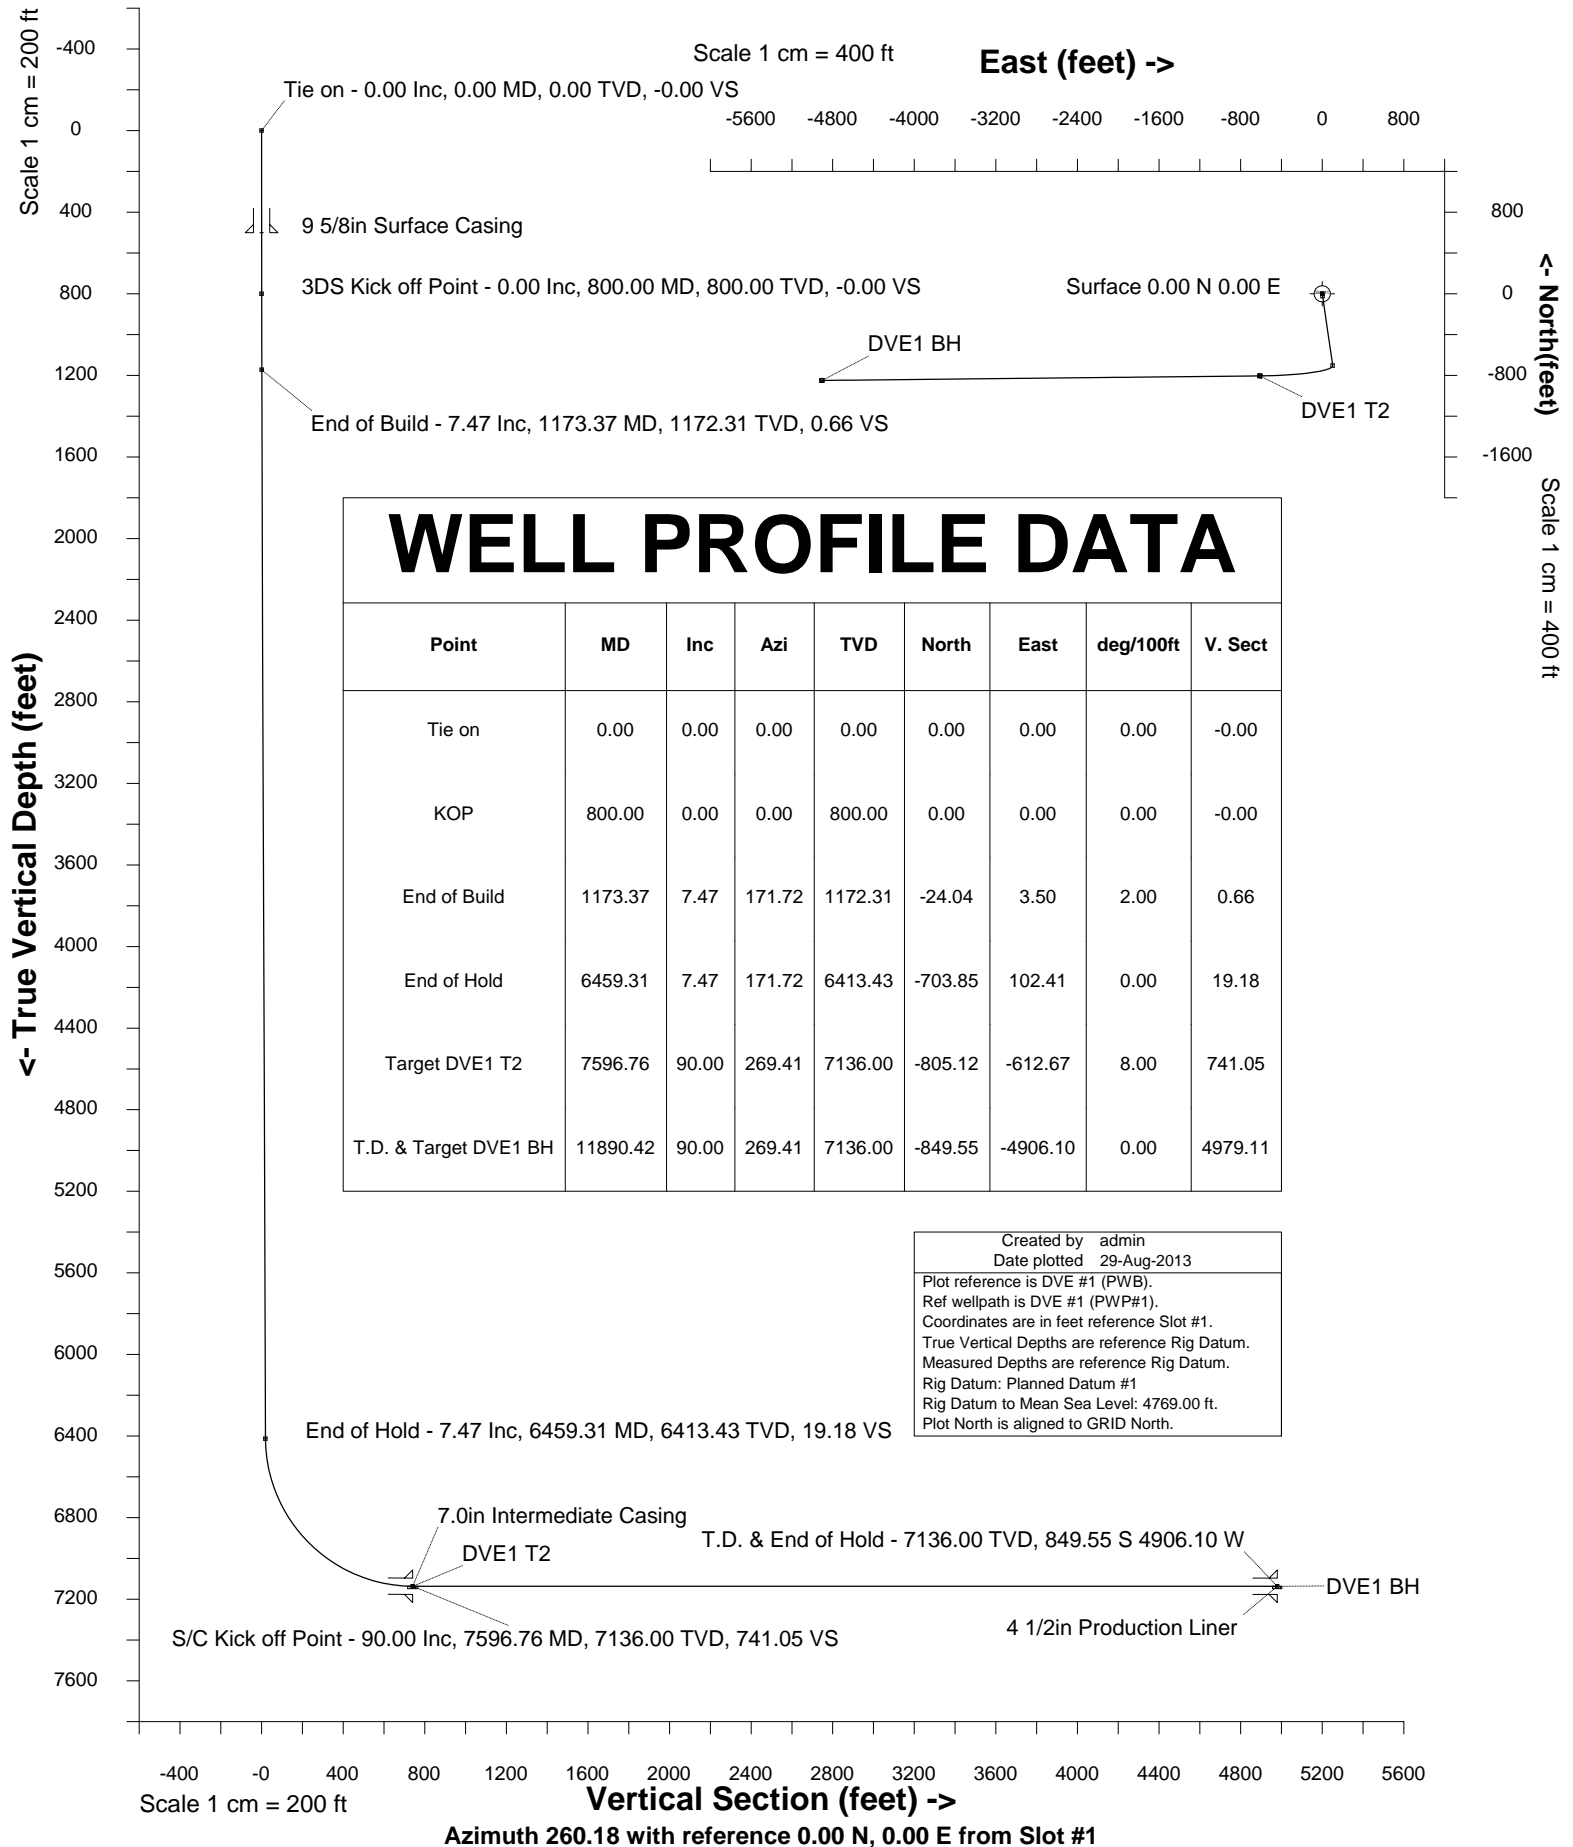 Scale 1 cm = 200 ft
-400
0
400
800
1200
1600
2000
2400
2800
3200
3600
4000
4400
4800
5200
5600
6000
6400
6800
7200
7600
<- True Vertical Depth (feet)
Scale 1 cm = 400 ft
East (feet) ->
-5600 -4800 -4000 -3200 -2400 -1600 -800 0 800
Tie on - 0.00 Inc, 0.00 MD, 0.00 TVD, -0.00 VS
9 5/8in Surface Casing
3DS Kick off Point - 0.00 Inc, 800.00 MD, 800.00 TVD, -0.00 VS
Surface 0.00 N 0.00 E
DVE1 BH
DVE1 T2
End of Build - 7.47 Inc, 1173.37 MD, 1172.31 TVD, 0.66 VS
800
0
-800
-1600
<- North(feet)
Scale 1 cm = 400 ft
WELL PROFILE DATA
Point MD Inc Azi TVD North East deg/100ft V. Sect
Tie on 0.00 0.00 0.00 0.00 0.00 0.00 0.00 -0.00
KOP 800.00 0.00 0.00 800.00 0.00 0.00 0.00 -0.00
End of Build 1173.37 7.47 171.72 1172.31 -24.04 3.50 2.00 0.66
End of Hold 6459.31 7.47 171.72 6413.43 -703.85 102.41 0.00 19.18
Target DVE1 T2 7596.76 90.00 269.41 7136.00 -805.12 -612.67 8.00 741.05
T.D. & Target DVE1 BH 11890.42 90.00 269.41 7136.00 -849.55 -4906.10 0.00 4979.11
Created by admin
Date plotted 29-Aug-2013
Plot reference is DVE #1 (PWB).
Ref wellpath is DVE #1 (PWP#1).
Coordinates are in feet reference Slot #1.
True Vertical Depths are reference Rig Datum.
Measured Depths are reference Rig Datum.
Rig Datum: Planned Datum #1
Rig Datum to Mean Sea Level: 4769.00 ft.
Plot North is aligned to GRID North.
End of Hold - 7.47 Inc, 6459.31 MD, 6413.43 TVD, 19.18 VS
7.0in Intermediate Casing
T.D. & End of Hold - 7136.00 TVD, 849.55 S 4906.10 W
DVE1 T2
DVE1 BH
4 1/2in Production Liner
S/C Kick off Point - 90.00 Inc, 7596.76 MD, 7136.00 TVD, 741.05 VS
-400 -0 400 800 1200 1600 2000 2400 2800 3200 3600 4000 4400 4800 5200 5600
Scale 1 cm = 200 ft
Vertical Section (feet) ->
Azimuth 260.18 with reference 0.00 N, 0.00 E from Slot #1